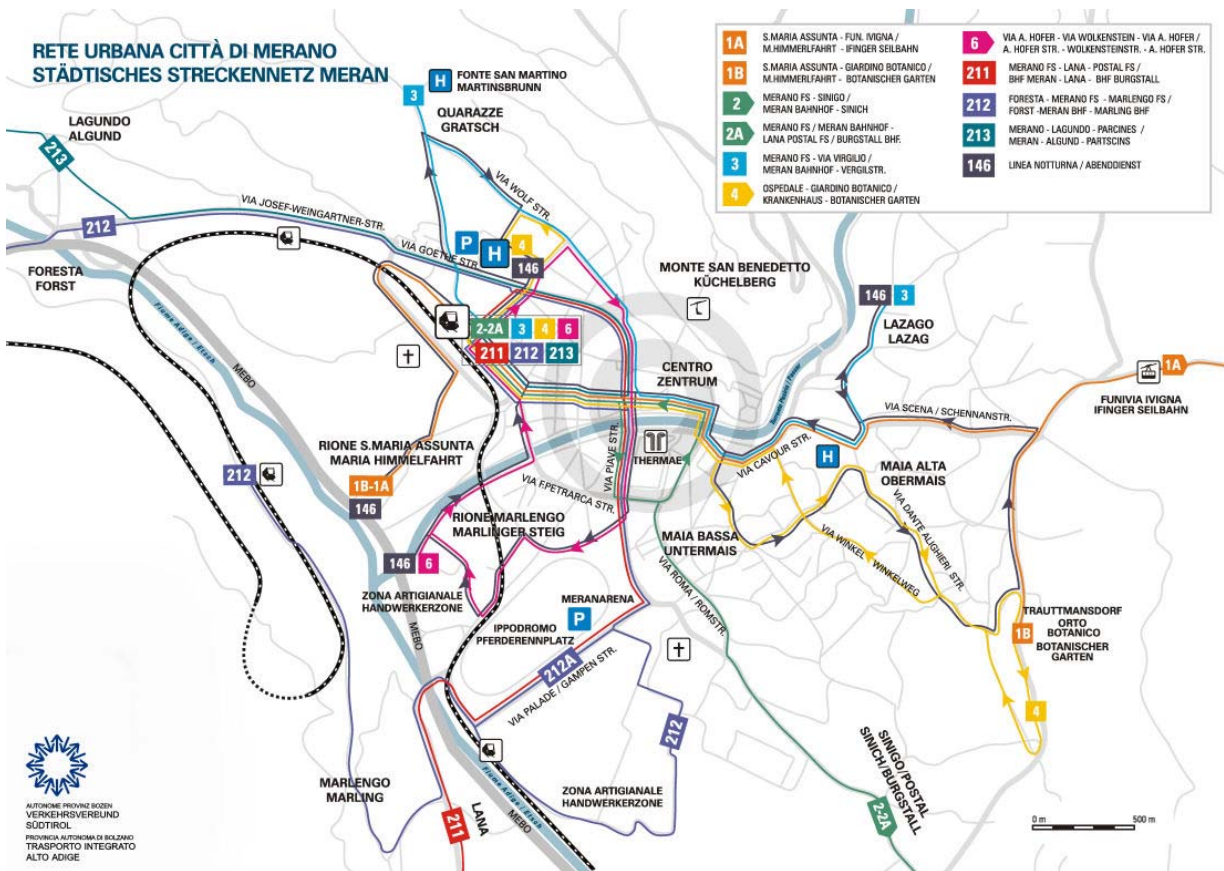 RETE URBANA CITTÀ DI MERANO
STÄDTISCHES STRECKENNETZ MERAN
1A
S.MARIA ASSUNTA - FUN. IVIGNA /
M.HIMMERLFAHRT - IFINGER SEILBAHN
1B
S.MARIA ASSUNTA - GIARDINO BOTANICO /
M.HIMMERLFAHRT - BOTANISCHER GARTEN
2
MERANO FS - SINIGO /
MERAN BAHNHOF - SINICH
2A
MERANO FS / MERAN BAHNHOF -
LANA POSTAL FS / BURGSTALL BHF.
3
MERANO FS - VIA VIRGILIO /
MERAN BAHNHOF - VERGILSTR.
4
OSPEDALE - GIARDINO BOTANICO /
KRANKENHAUS - BOTANISCHER GARTEN
6
VIA A. HOFER - VIA WOLKENSTEIN - VIA A. HOFER /
A. HOFER STR. - WOLKENSTEINSTR. - A. HOFER STR.
211
MERANO FS - LANA - POSTAL FS /
BHF MERAN - LANA - BHF BURGSTALL
212
FORESTA - MERANO FS - MARLENGO FS /
FORST -MERAN BHF - MARLING BHF
213
MERANO - LAGUNDO - PARCINES /
MERAN - ALGUND - PARTSCINS
146
LINEA NOTTURNA / ABENDDIENST
H
FONTE SAN MARTINO
MARTINSBRUNN
3
QUARAZZE
GRATSCH
LAGUNDO
ALGUND
213
VIA WOLF STR.
VIA JOSEF-WEINGARTNER-STR.
212
VIA GOETHE STR.
P
H
4
146
FORESTA
FORST
Fiume Adige / Etsch
MEBO
MONTE SAN BENEDETTO
KÜCHELBERG
146 3
LAZAGO
LAZAG
2-2A 3 4 6
211 212 213
CENTRO
ZENTRUM
1A
FUNIVIA IVIGNA
IFINGER SEILBAHN
VIA SCENA / SCHENNANSTR.
RIONE S.MARIA ASSUNTA
MARIA HIMMELFAHRT
THERMAE
VIA PIAVE STR.
VIA CAVOUR STR.
H
MAIA ALTA
OBERMAIS
212
1B-1A
146
VIA F.PETRARCA STR.
RIONE MARLENGO
MARLINGER STEIG
MAIA BASSA
UNTERMAIS
VIA DANTE ALIGHIERI STR.
VIA WINKEL - WINKELWEG
146 6
ZONA ARTIGIANALE
HANDWERKERZONE
VIA ROMA / ROMSTR.
MERANARENA
P
IPPODROMO
PFERDERENNPLATZ
TRAUTTMANSDORF
ORTO
BOTANICO
BOTANISCHER
GARTEN
1B
MEBO
212A
VIA PALADE / GAMPEN STR.
4
212
MARLENGO
MARLING
Fiume Adige / Etsch
ZONA ARTIGIANALE
HANDWERKERZONE
SINIGO/POSTAL
SINICH/BURGSTALL
2-2A
211
LANA
MEBO
0 m 500 m
AUTONOME PROVINZ BOZEN
VERKEHRSVERBUND
SÜDTIROL
PROVINCIA AUTONOMA DI BOLZANO
TRASPORTO INTEGRATO
ALTO ADIGE